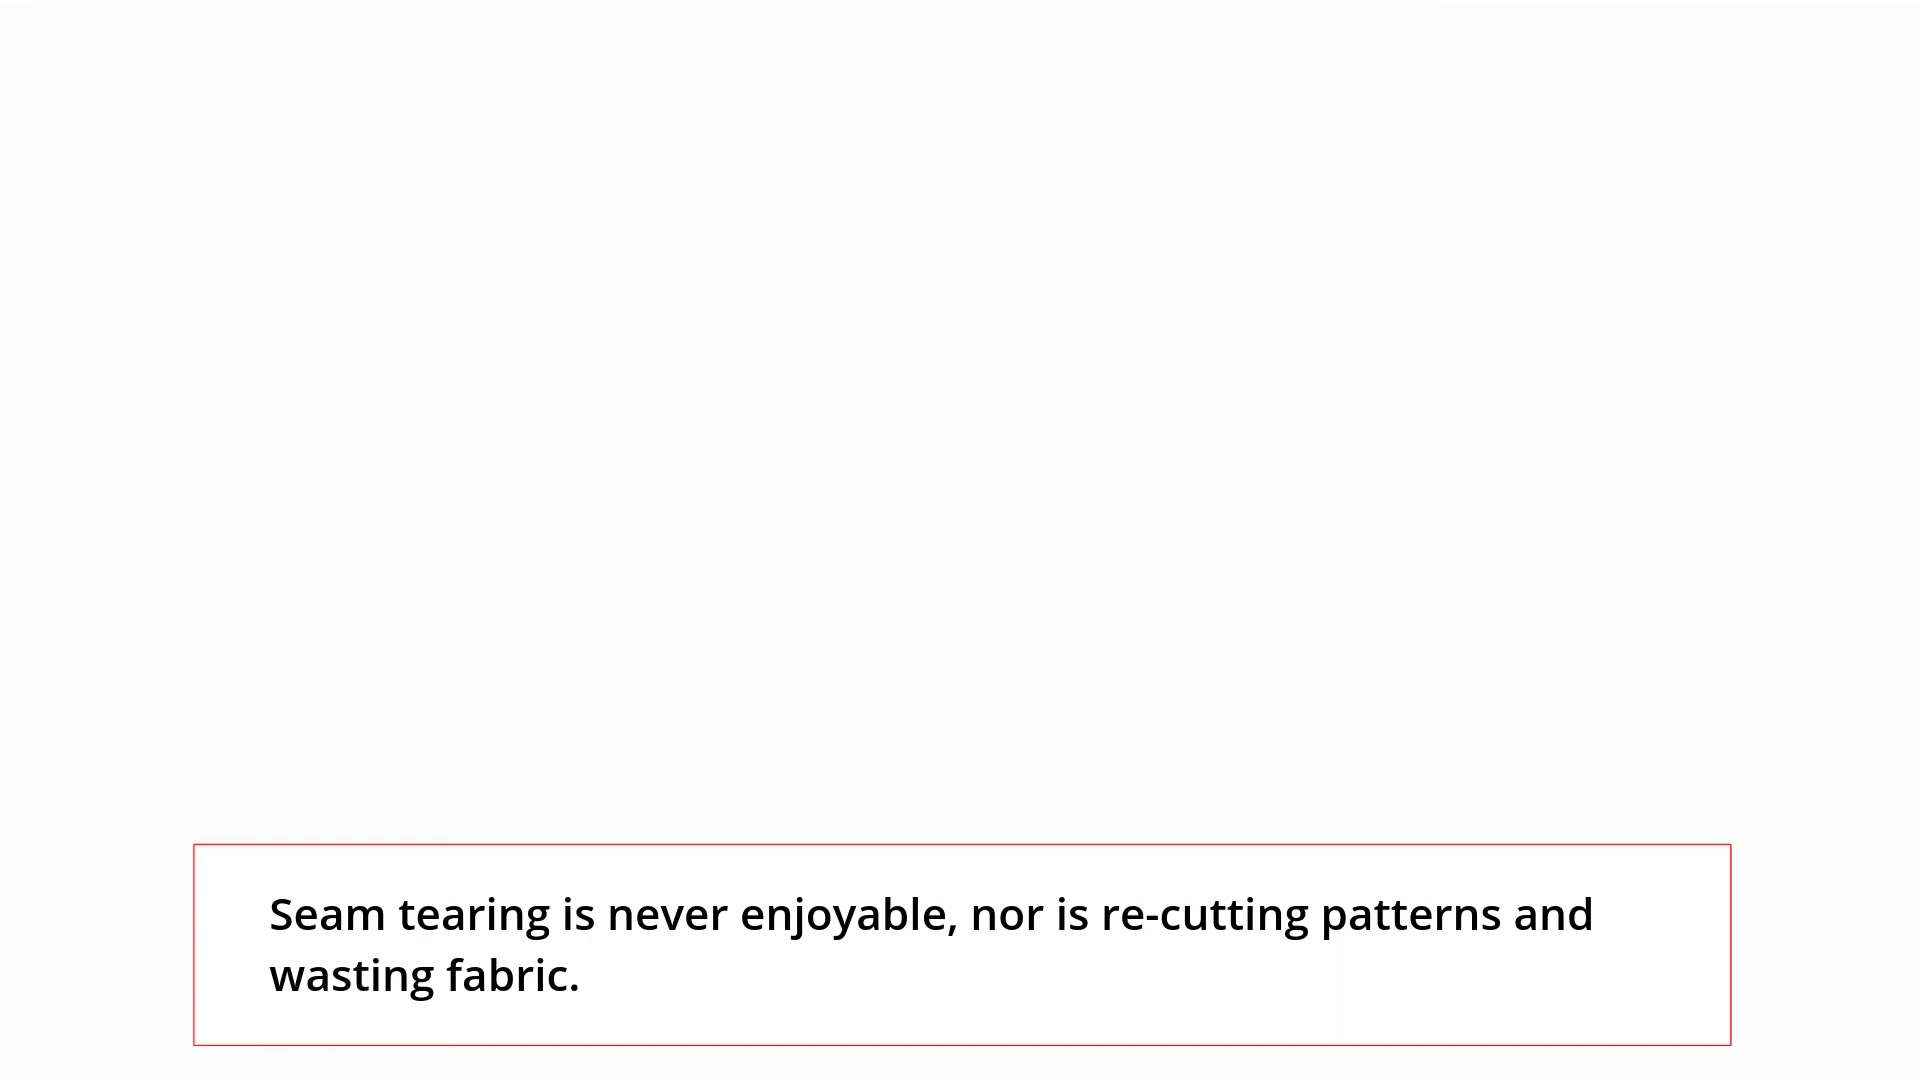 Seam tearing is never enjoyable, nor is re-cutting patterns and
wasting fabric.